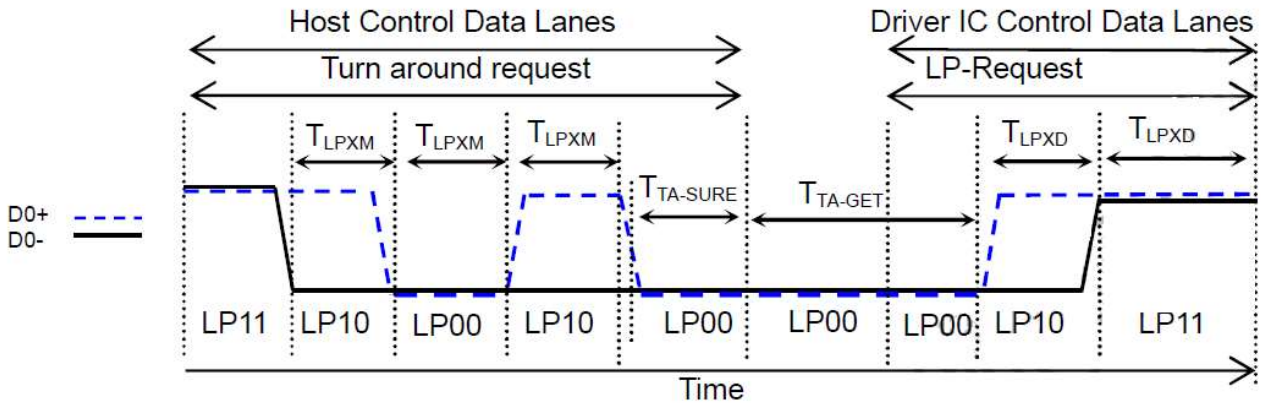 Host Control Data Lanes Driver IC Control Data Lanes
Turn around request LP-Request
TLPXM TLPXM TLPXM TLPXD TLPXD
TTA-SURE TTA-GET
D0+
D0-
LP11 LP10 LP00 LP10 LP00 LP00 LP00 LP10 LP11
Time